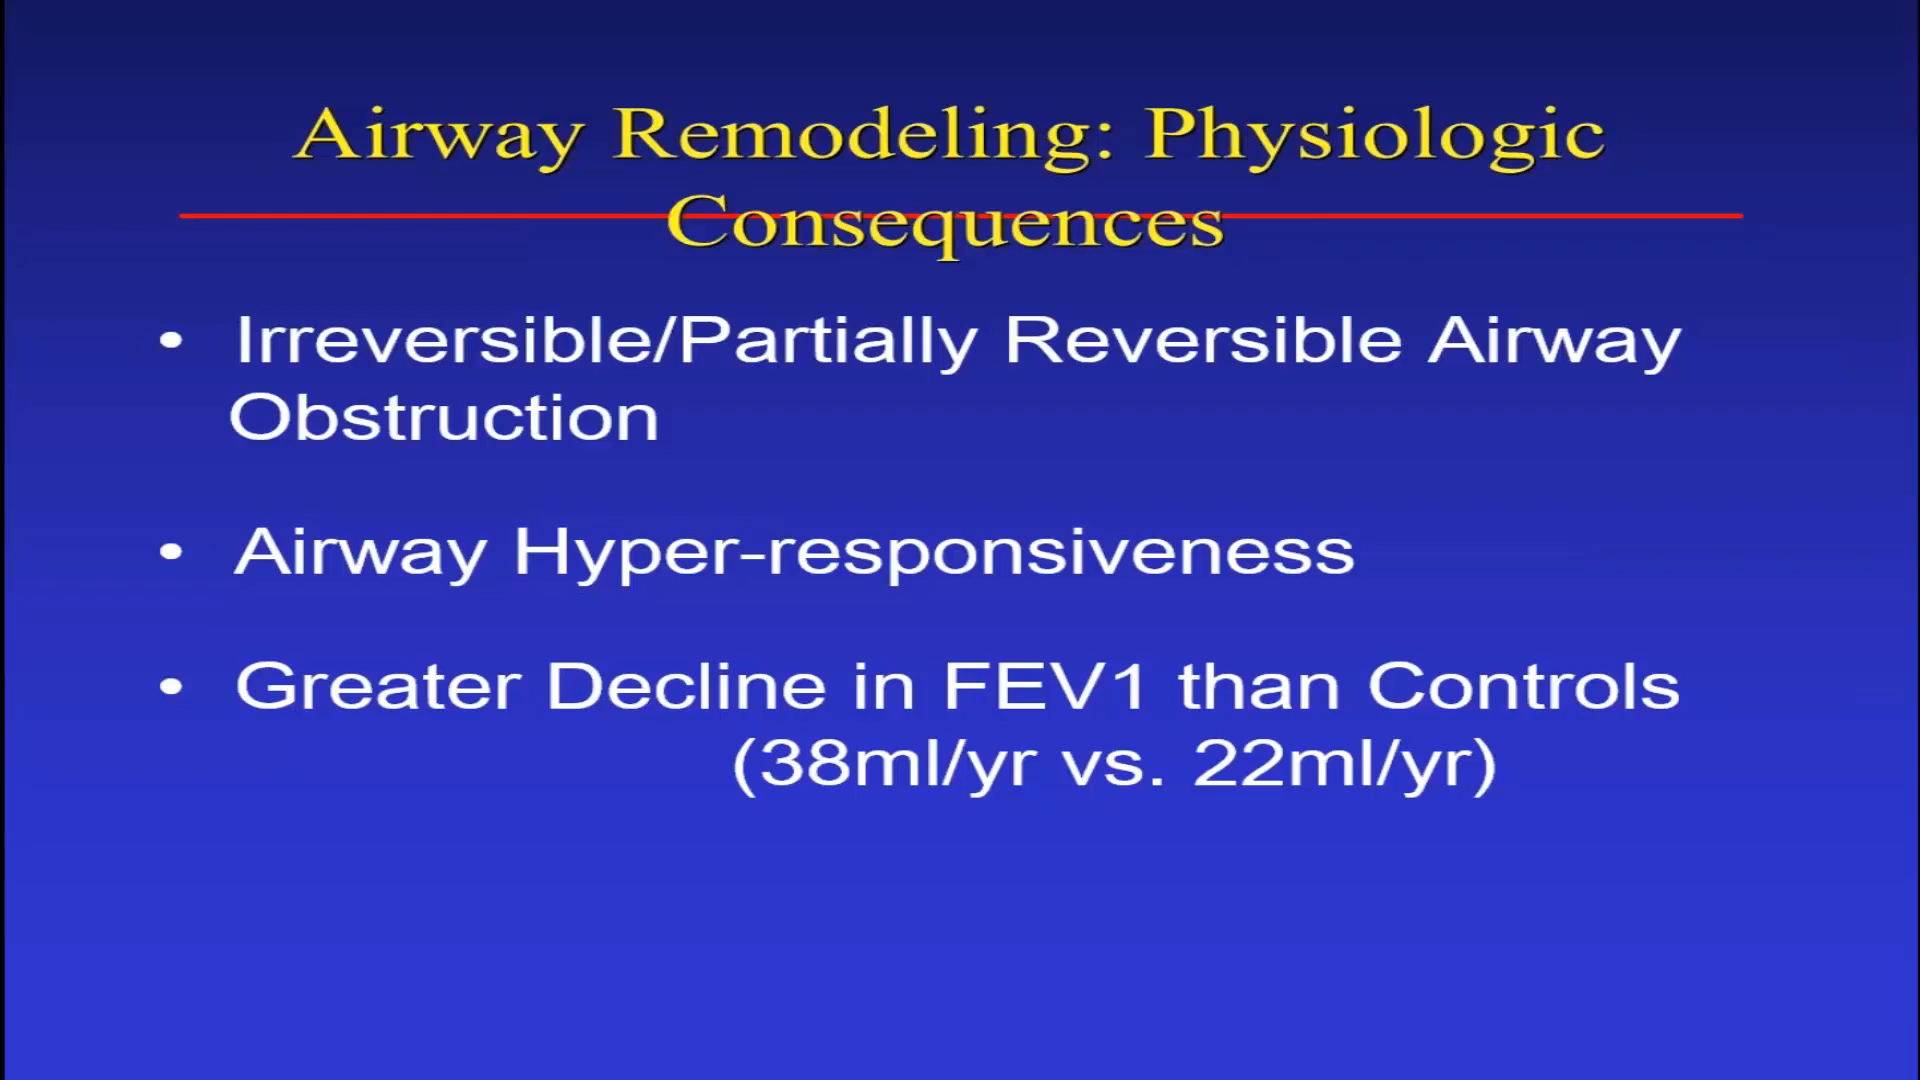 Airway Remodeling: Physiologic
Consequences
• Irreversible/Partially Reversible Airway
Obstruction
• Airway Hyper-responsiveness
• Greater Decline in FEV1 than Controls
(38ml/yr vs. 22ml/yr)